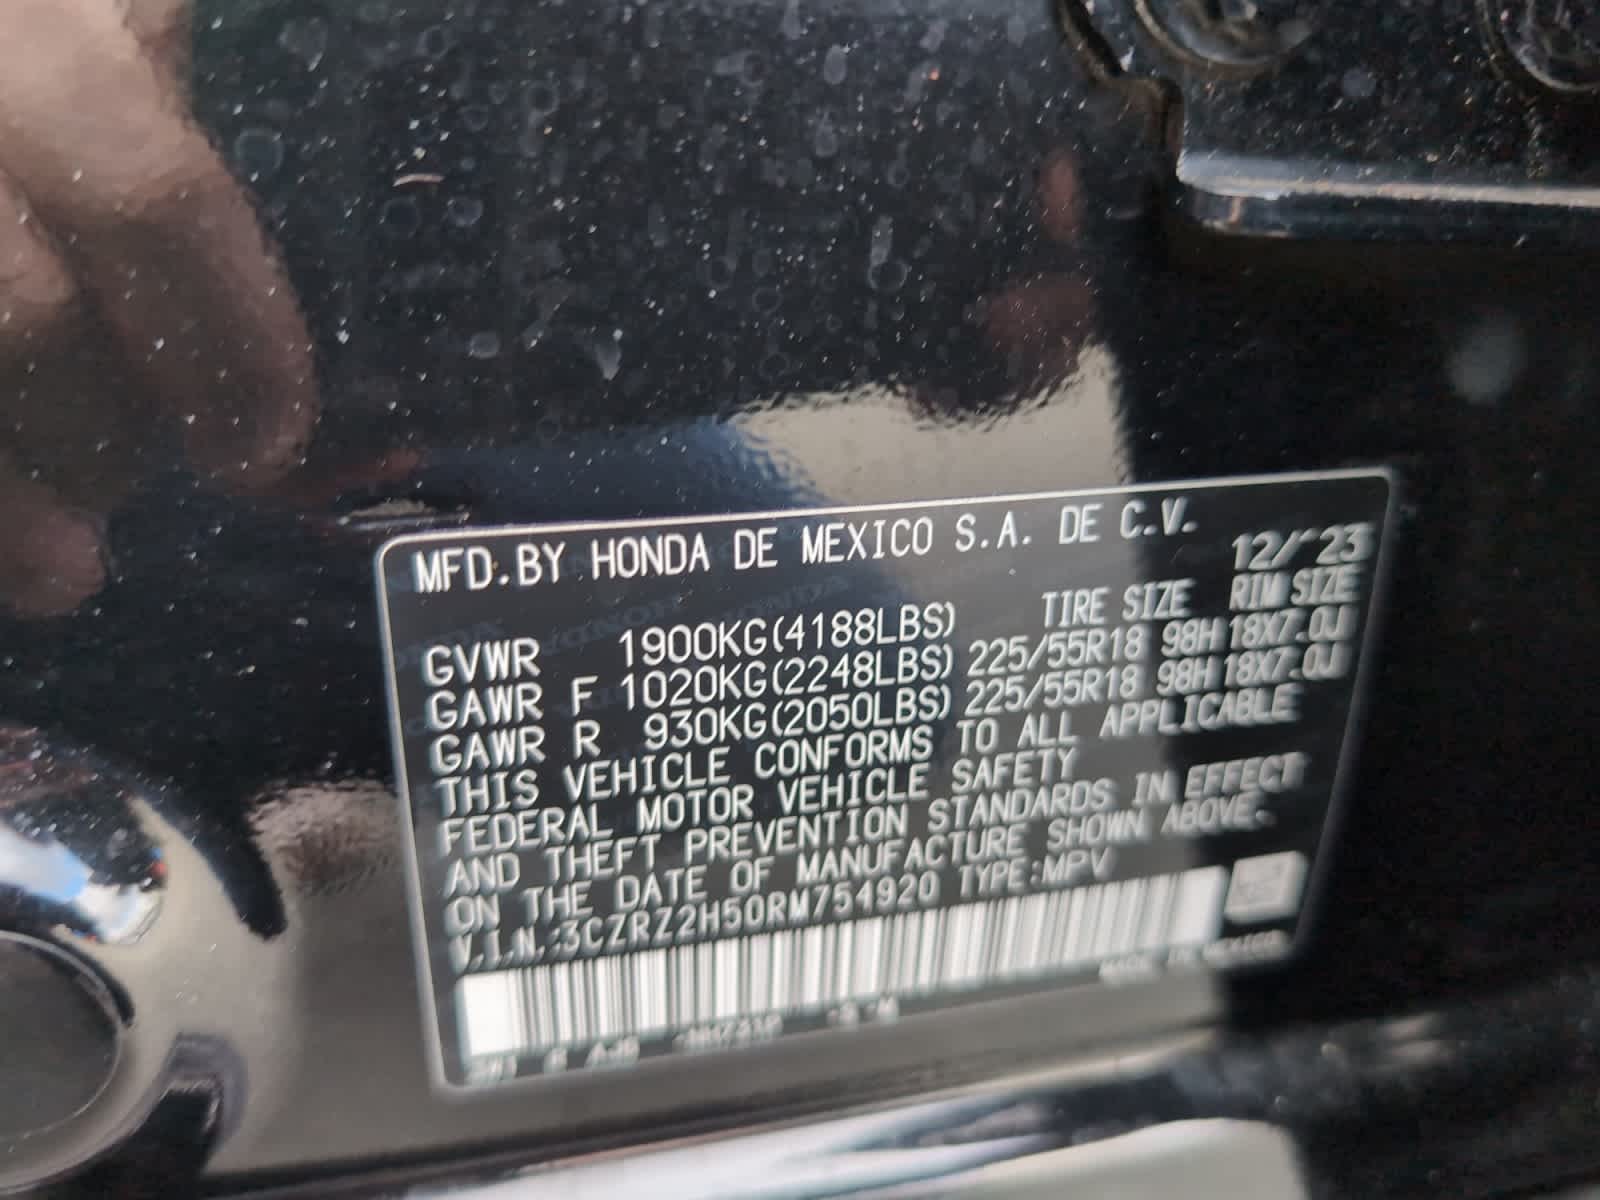 MFD.BY HONDA DE MEXICO S.A. DE C.V.
12/'23
TIRE SIZE RIM SIZE
GVWR 1900KG(4188LBS)
GAWR F 1020KG(2248LBS) 225/55R18 98H 18X7.0J
GAWR R 930KG(2050LBS) 225/55R18 98H 18X7.0J
THIS VEHICLE CONFORMS TO ALL APPLICABLE
FEDERAL MOTOR VEHICLE SAFETY
AND THEFT PREVENTION STANDARDS IN EFFECT
ON THE DATE OF MANUFACTURE SHOWN ABOVE.
V.I.N.:3CZRZ2H50RM754920 TYPE:MPV
MADE IN MEXICO